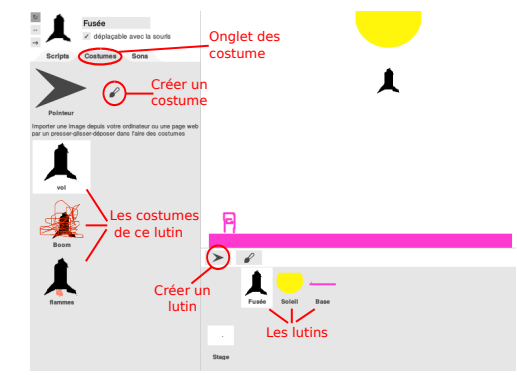 Fusée
déplaçable avec la souris
Scripts Costumes Sons
Onglet des
costume
Créer un
costume
Pointeur
Importer une image depuis votre ordinateur ou une page web
par un presser-glisser-déposer dans l'aire des costumes
vol
Les costumes
de ce lutin
Boom
flammes
Créer un
lutin
Fusée Soleil Base
Les lutins
Stage